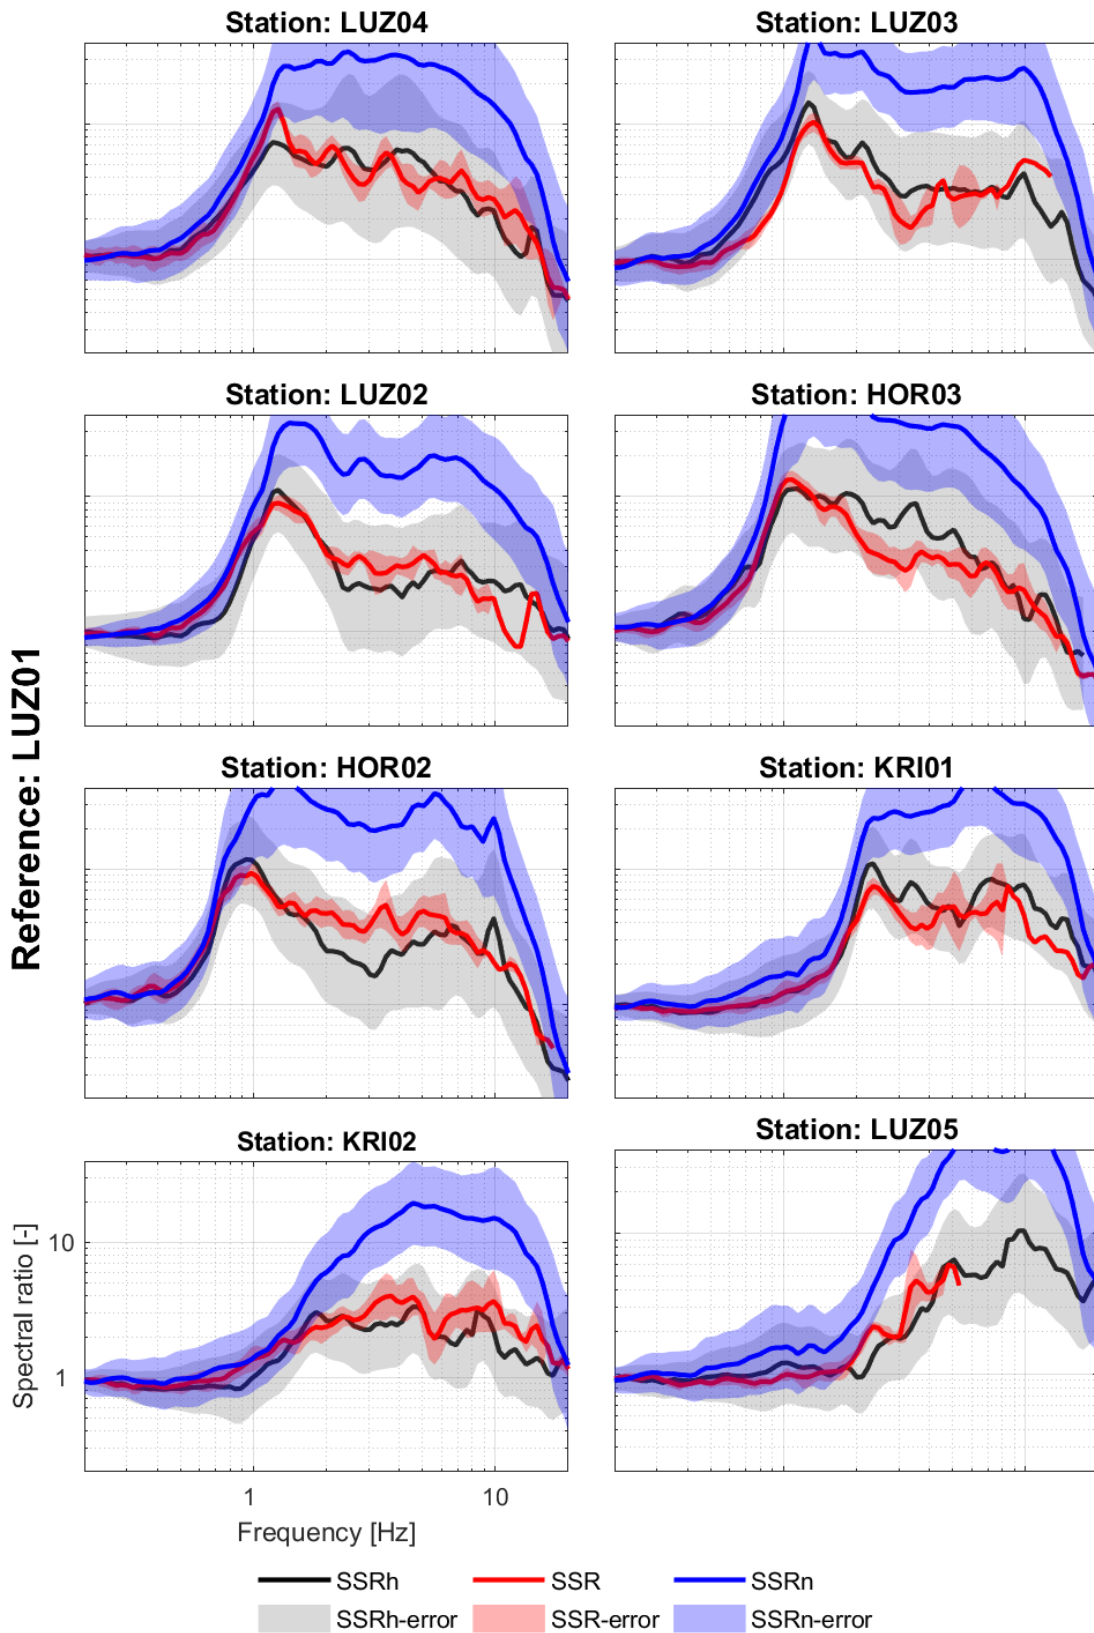 Station: LUZ04
Station: LUZ03
Station: LUZ02
Station: HOR03
Reference: LUZ01
Station: HOR02
Station: KRI01
Station: KRI02
Station: LUZ05
Spectral ratio [-]
10
1
1
10
Frequency [Hz]
SSRh
SSR
SSRn
SSRh-error
SSR-error
SSRn-error